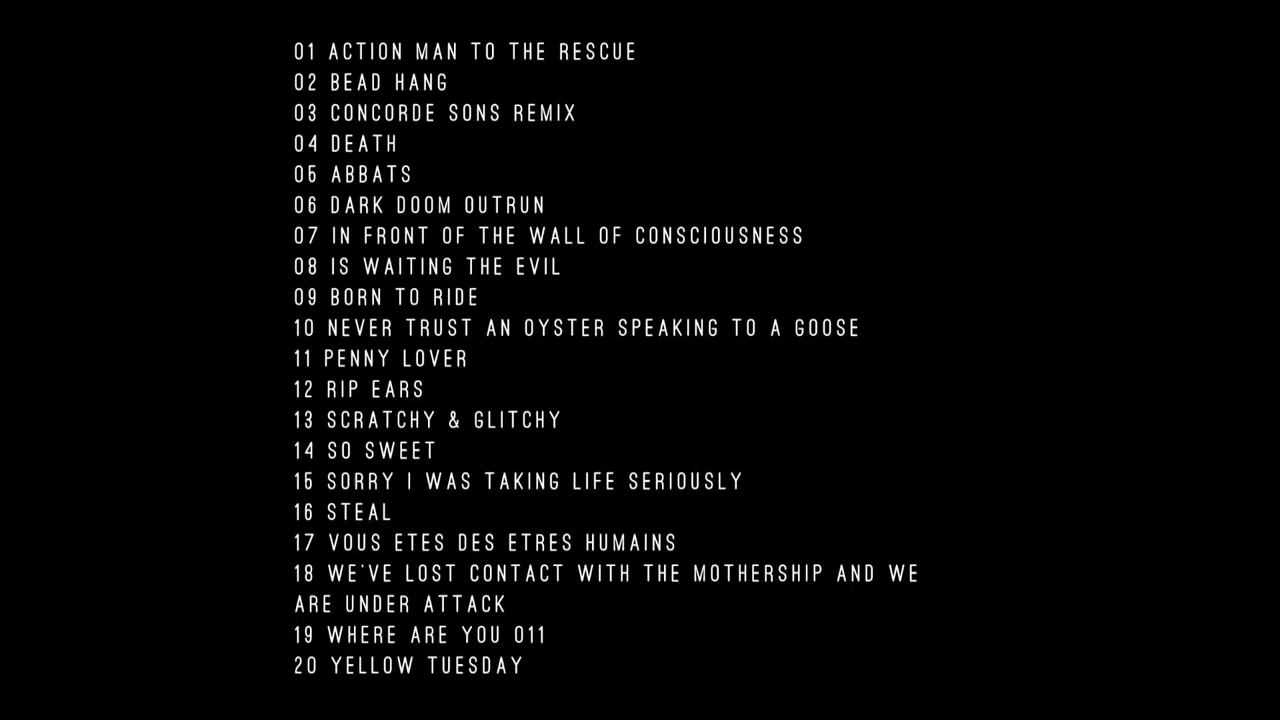 01 ACTION MAN TO THE RESCUE
02 BEAD HANG
03 CONCORDE SONS REMIX
04 DEATH
05 ABBATS
06 DARK DOOM OUTRUN
07 IN FRONT OF THE WALL OF CONSCIOUSNESS
08 IS WAITING THE EVIL
09 BORN TO RIDE
10 NEVER TRUST AN OYSTER SPEAKING TO A GOOSE
11 PENNY LOVER
12 RIP EARS
13 SCRATCHY & GLITCHY
14 SO SWEET
15 SORRY I WAS TAKING LIFE SERIOUSLY
16 STEAL
17 VOUS ETES DES ETRES HUMAINS
18 WE'VE LOST CONTACT WITH THE MOTHERSHIP AND WE
ARE UNDER ATTACK
19 WHERE ARE YOU 011
20 YELLOW TUESDAY